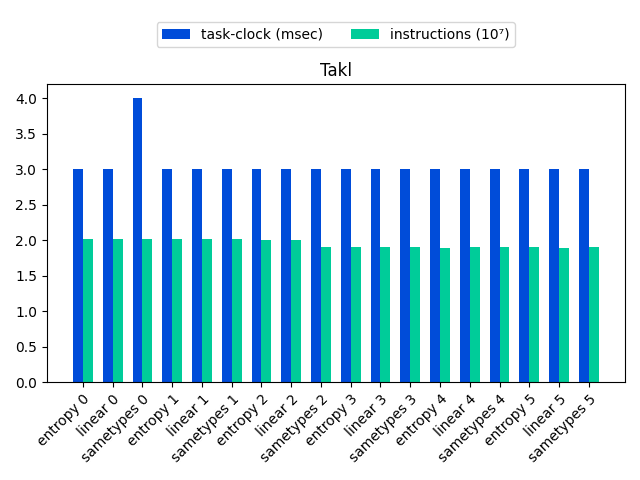 task-clock (msec)
instructions (10⁷)
Takl
4.0
3.5
3.0
2.5
2.0
1.5
1.0
0.5
0.0
entropy 0
linear 0
sametypes 0
entropy 1
linear 1
sametypes 1
entropy 2
linear 2
sametypes 2
entropy 3
linear 3
sametypes 3
entropy 4
linear 4
sametypes 4
entropy 5
linear 5
sametypes 5